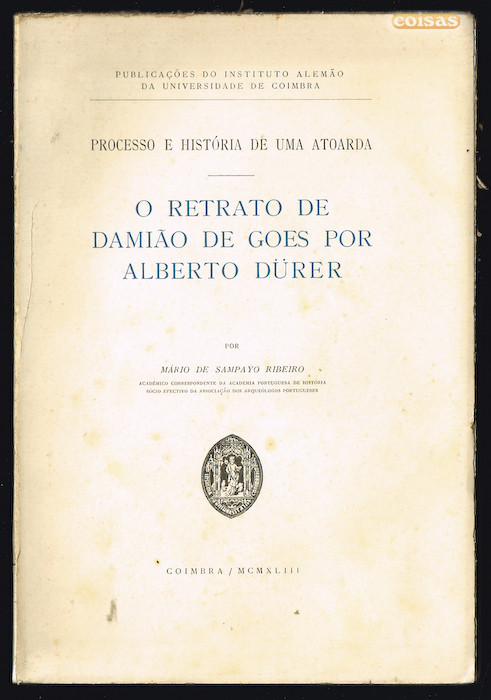 coisas
PUBLICAÇÕES DO INSTITUTO ALEMÃO
DA UNIVERSIDADE DE COIMBRA
PROCESSO E HISTÓRIA DE UMA ATOARDA
O RETRATO DE
DAMIÃO DE GOES POR
ALBERTO DÜRER
POR
MÁRIO DE SAMPAYO RIBEIRO
ACADÉMICO CORRESPONDENTE DA ACADEMIA PORTUGUESA DE HISTÓRIA
SÓCIO EFECTIVO DA ASSOCIAÇÃO DOS ARQUEÓLOGOS PORTUGUESES
COIMBRA / MCMXLIII